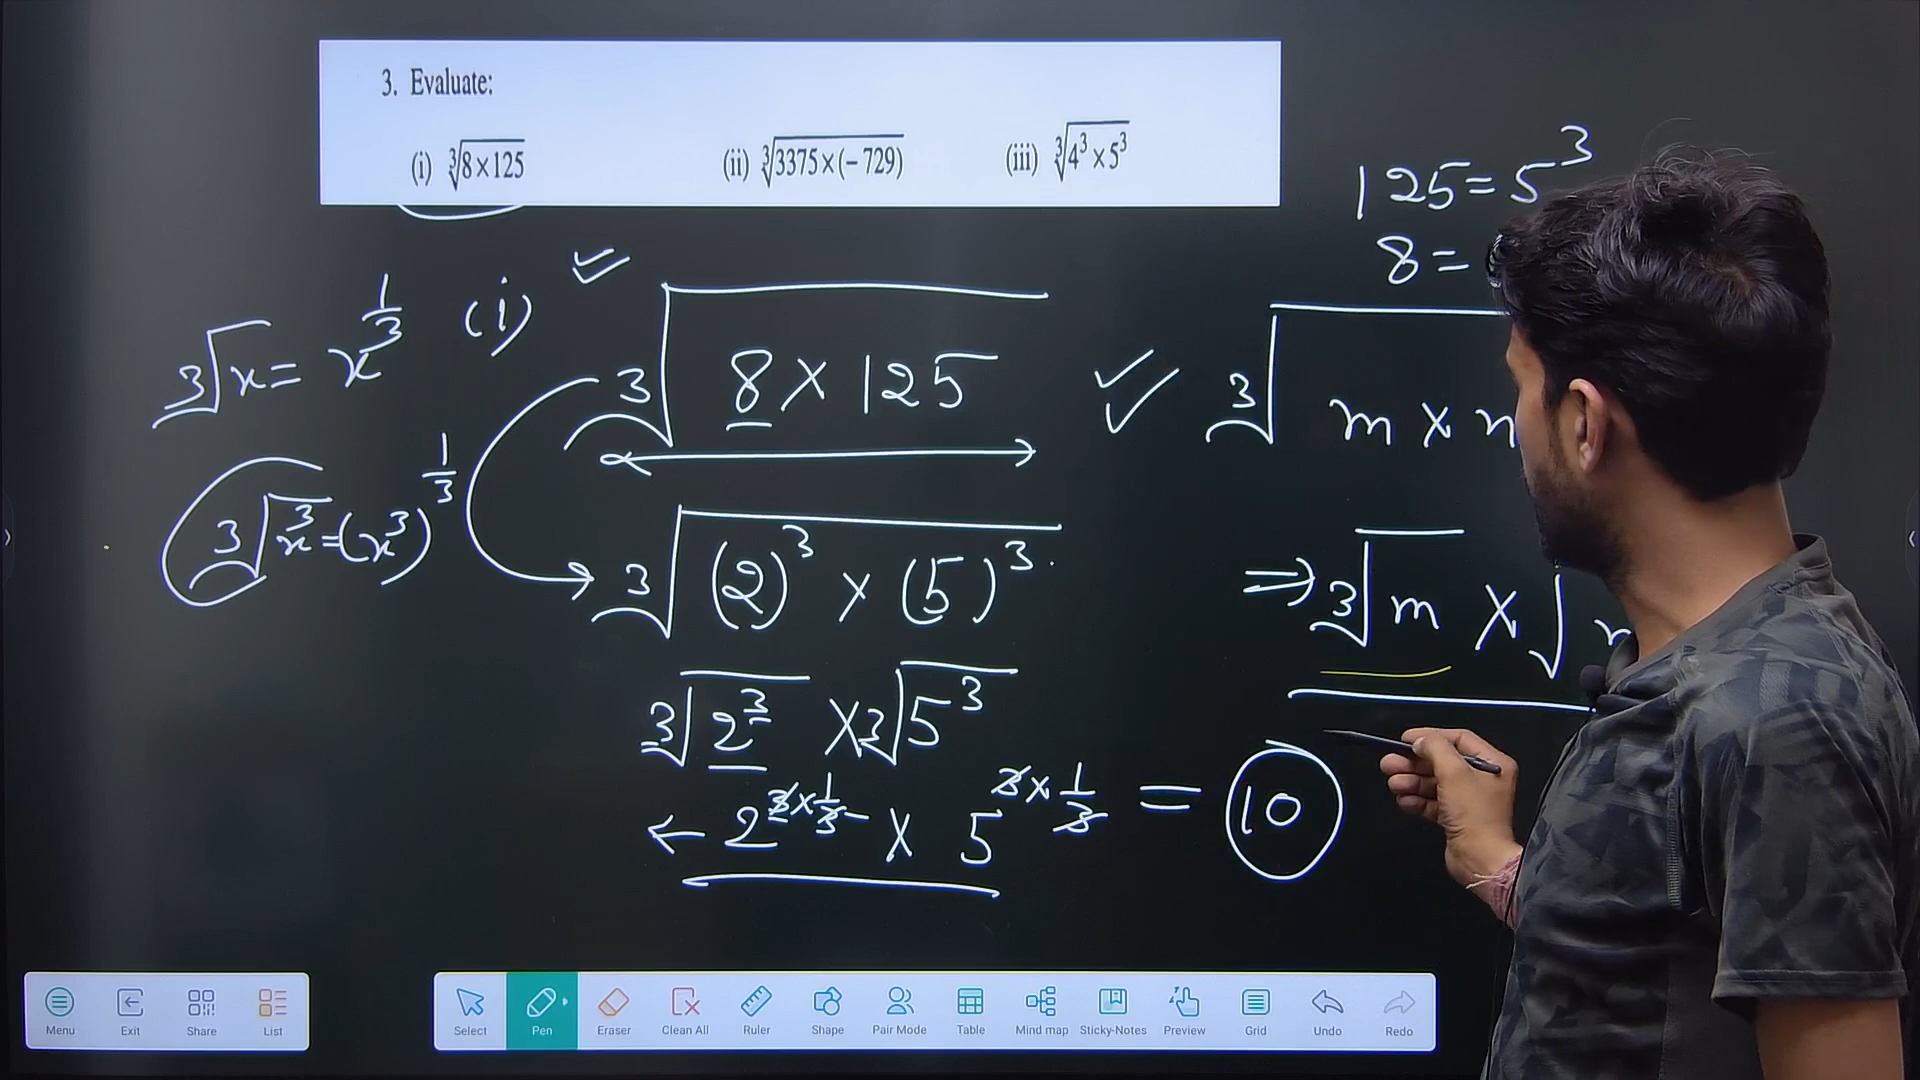 3. Evaluate:
(i) ∛8×125 (ii) ∛3375×(−729) (iii) ∛4³×5³
125=5³
8=
∛x = x^1/3 (i) ∛8×125
∛m×n
∛x³=(x³)^1/3
∛(2)³×(5)³
⇒∛m ×√
∛2³ ×∛5³
←2^3×1/3 × 5^3×1/3 = 10
Menu Exit Share List Select Pen Eraser Clean All Ruler Shape Pair Mode Table Mind map Sticky-Notes Preview Grid Undo Redo